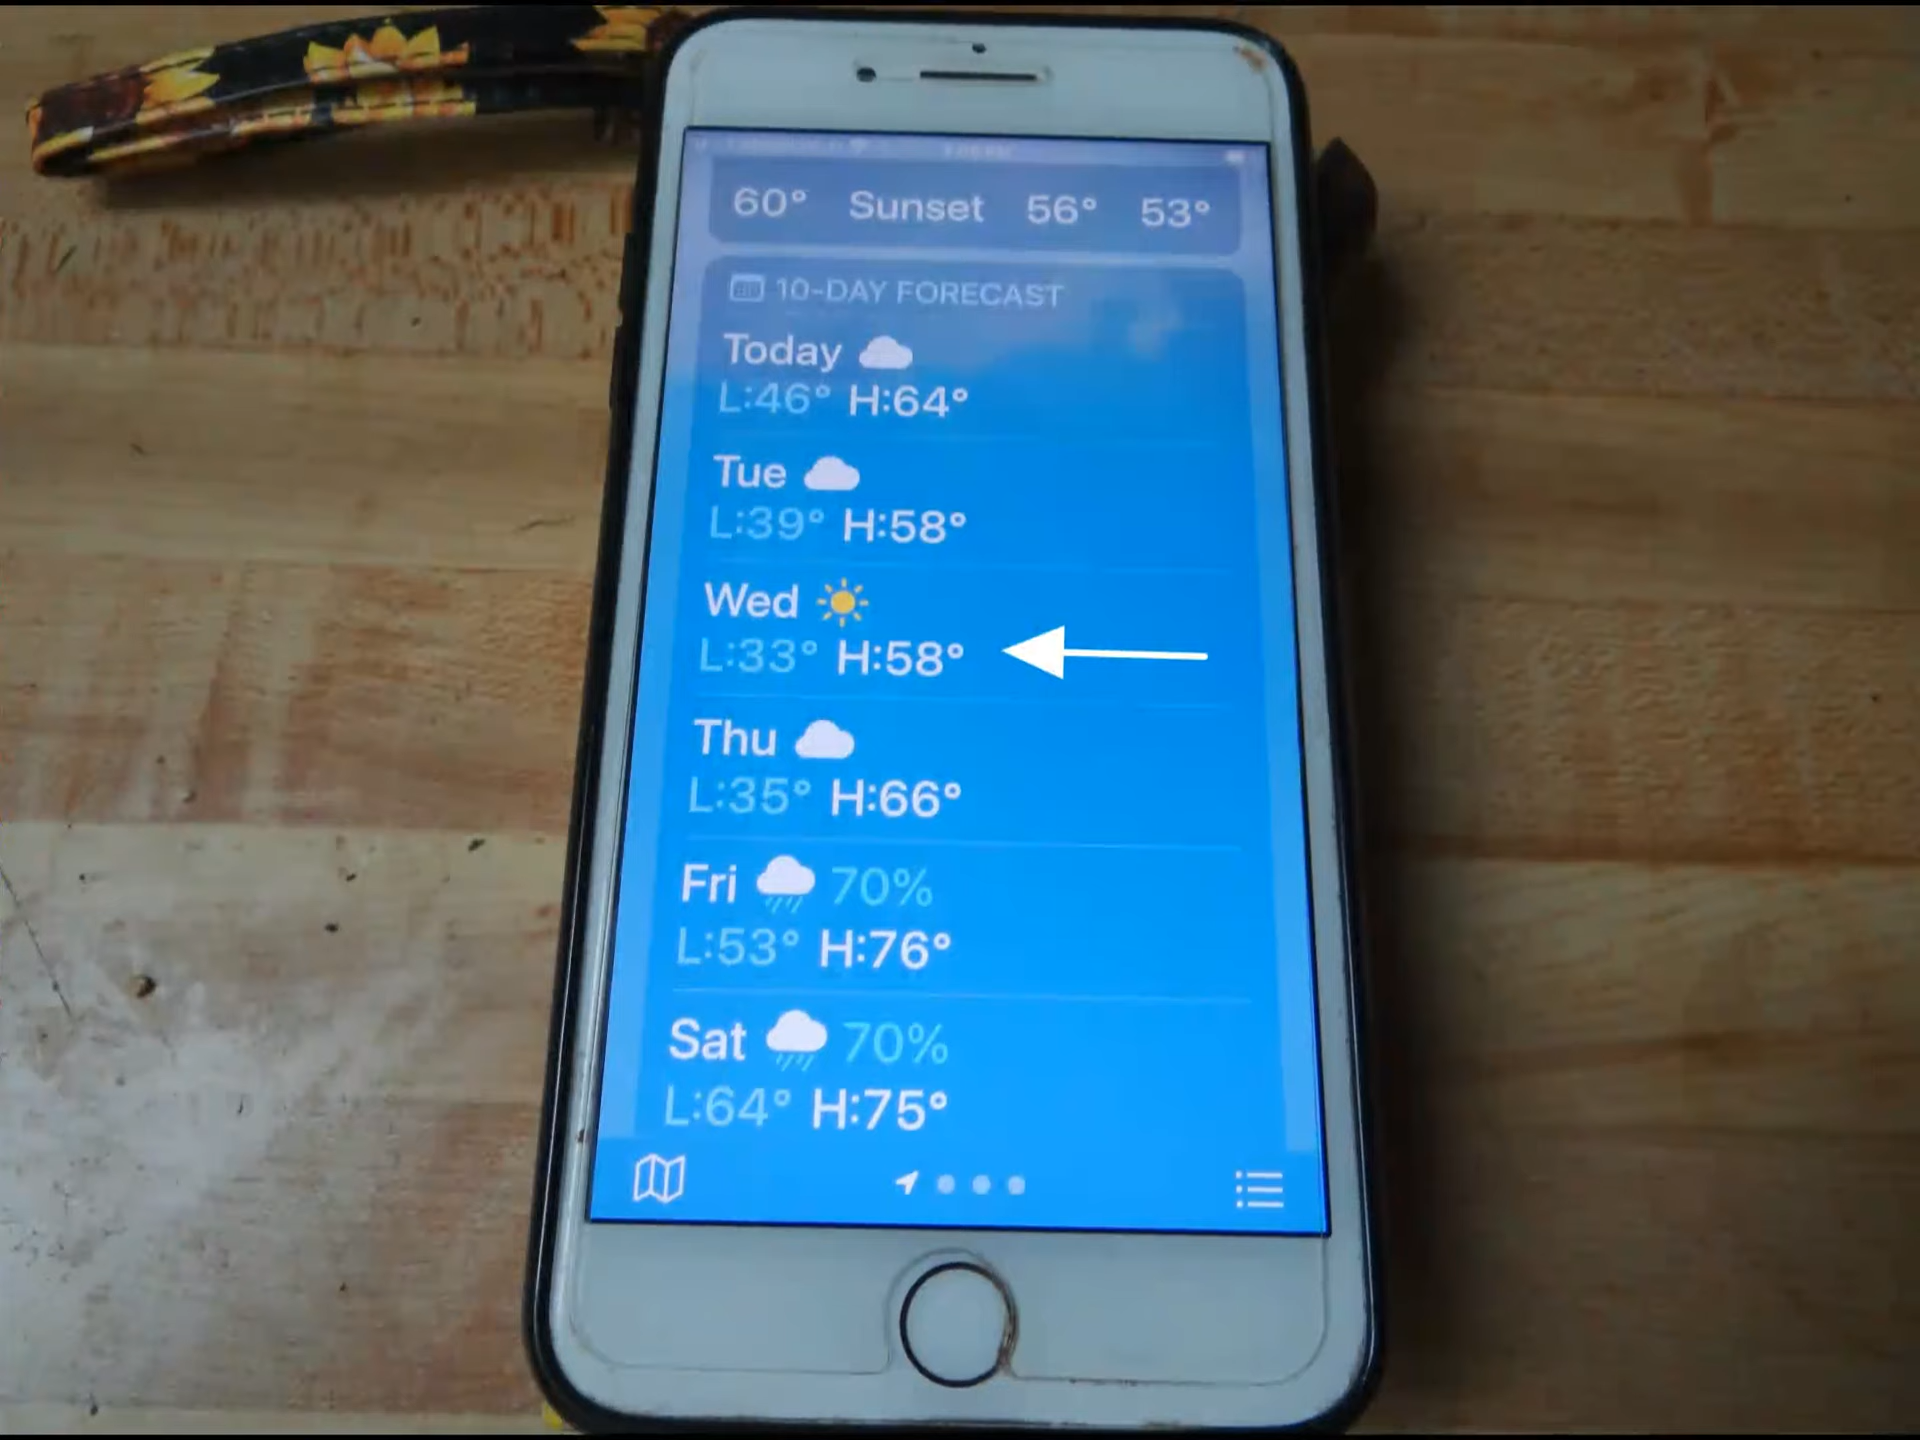 60° Sunset 56° 53°
10-DAY FORECAST
Today
L:46° H:64°
Tue
L:39° H:58°
Wed
L:33° H:58°
Thu
L:35° H:66°
Fri 70%
L:53° H:76°
Sat 70%
L:64° H:75°